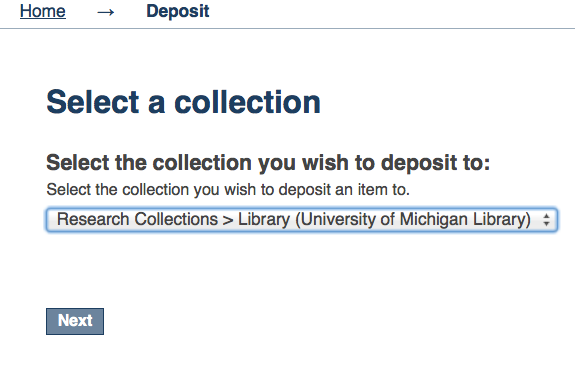 Home → Deposit
Select a collection
Select the collection you wish to deposit to:
Select the collection you wish to deposit an item to.
Research Collections > Library (University of Michigan Library)
Next